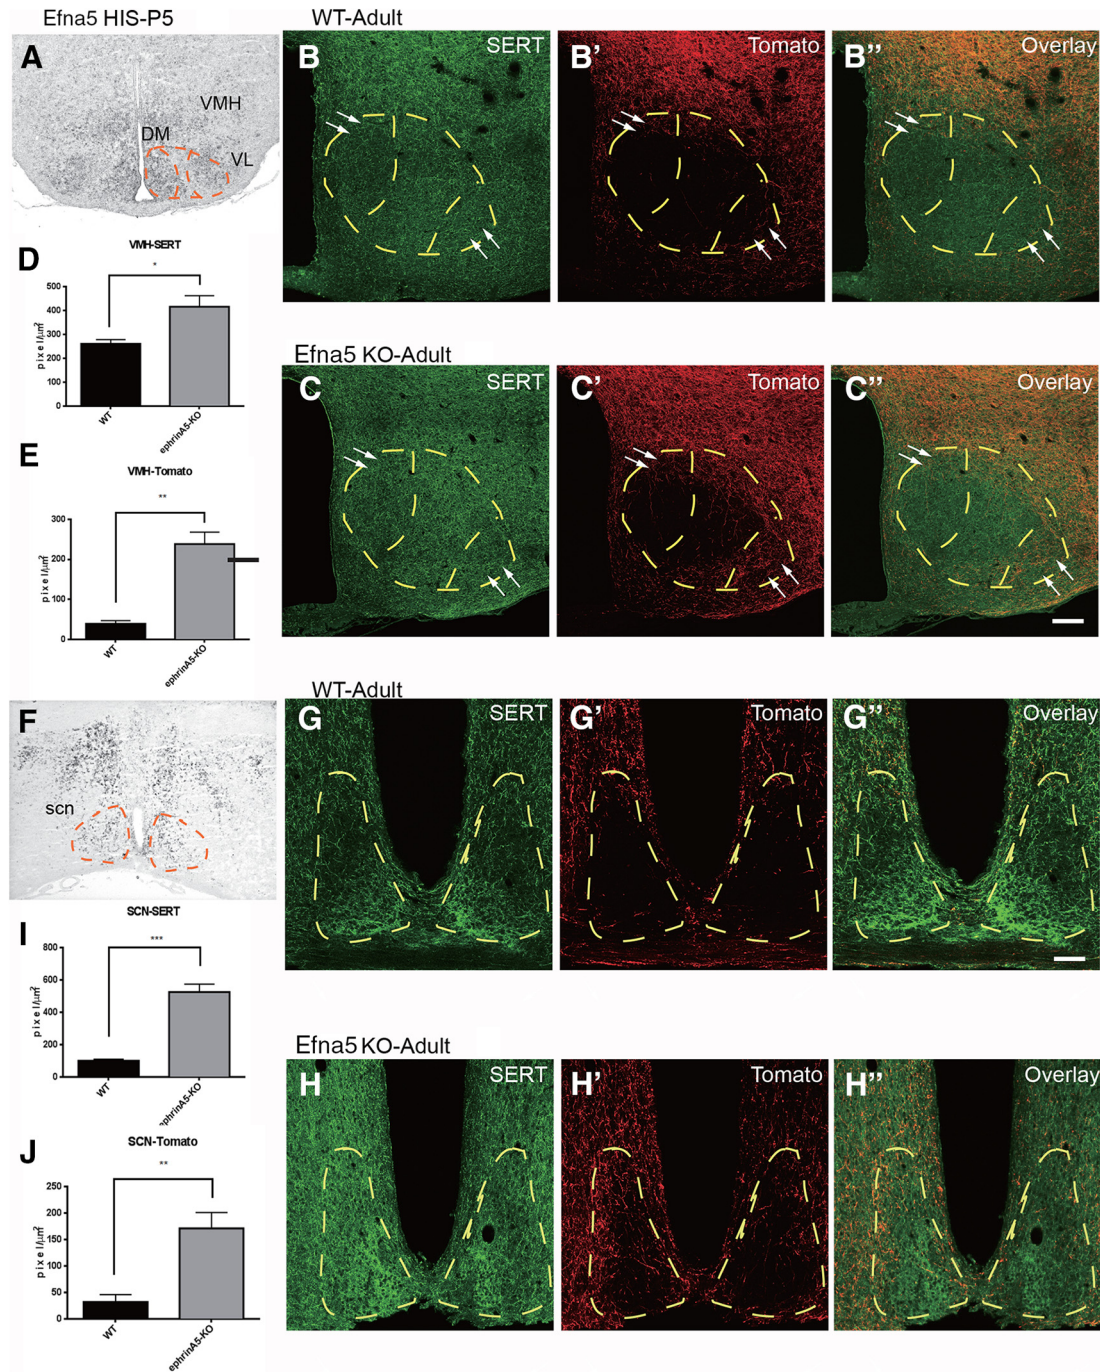 Efna5 HIS-P5
WT-Adult
A
VMH
DM
VL
B
SERT
B'
Tomato
B''
Overlay
D
VMH-SERT
*
pixel/µm²
500
400
300
200
100
0
WT
ephrinA5-KO
Efna5 KO-Adult
C
SERT
C'
Tomato
C''
Overlay
E
VMH-Tomato
**
pixel/µm²
300
200
100
0
WT
ephrinA5-KO
WT-Adult
F
scn
G
SERT
G'
Tomato
G''
Overlay
I
SCN-SERT
***
pixel/µm²
800
600
400
200
0
WT
ephrinA5-KO
Efna5 KO-Adult
H
SERT
H'
Tomato
H''
Overlay
J
SCN-Tomato
**
pixel/µm²
250
200
150
100
50
0
WT
ephrinA5-KO